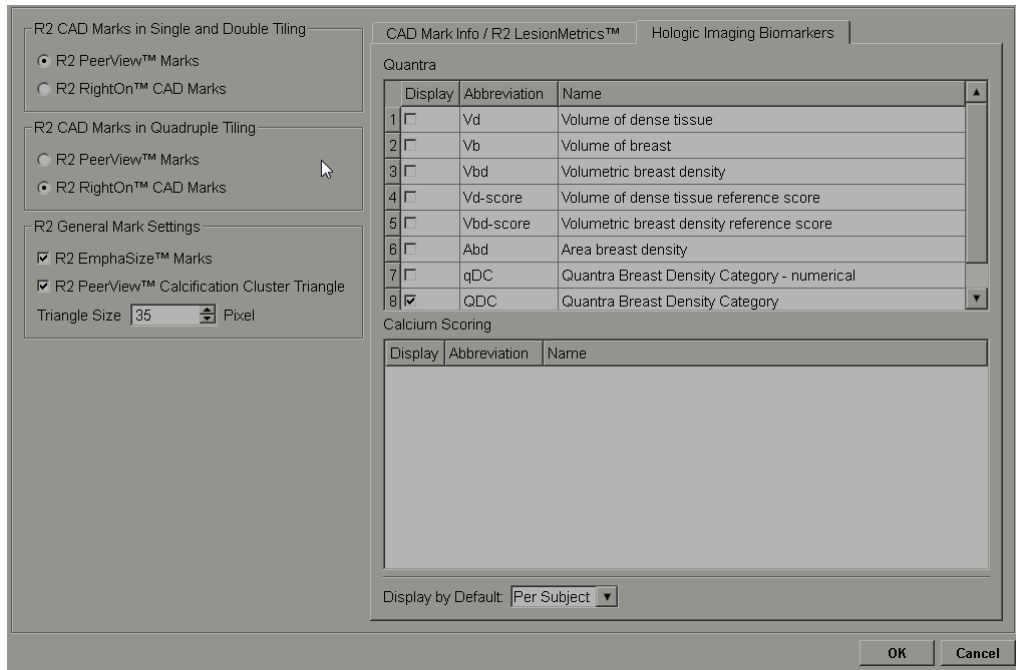 R2 CAD Marks in Single and Double Tiling
R2 PeerView™ Marks
R2 RightOn™ CAD Marks
R2 CAD Marks in Quadruple Tiling
R2 PeerView™ Marks
R2 RightOn™ CAD Marks
R2 General Mark Settings
R2 EmphaSize™ Marks
R2 PeerView™ Calcification Cluster Triangle
Triangle Size 35 Pixel
CAD Mark Info / R2 LesionMetrics™ Hologic Imaging Biomarkers
Quantra
Display Abbreviation Name
1 Vd Volume of dense tissue
2 Vb Volume of breast
3 Vbd Volumetric breast density
4 Vd-score Volume of dense tissue reference score
5 Vbd-score Volumetric breast density reference score
6 Abd Area breast density
7 qDC Quantra Breast Density Category - numerical
8 QDC Quantra Breast Density Category
Calcium Scoring
Display Abbreviation Name
Display by Default: Per Subject
OK Cancel